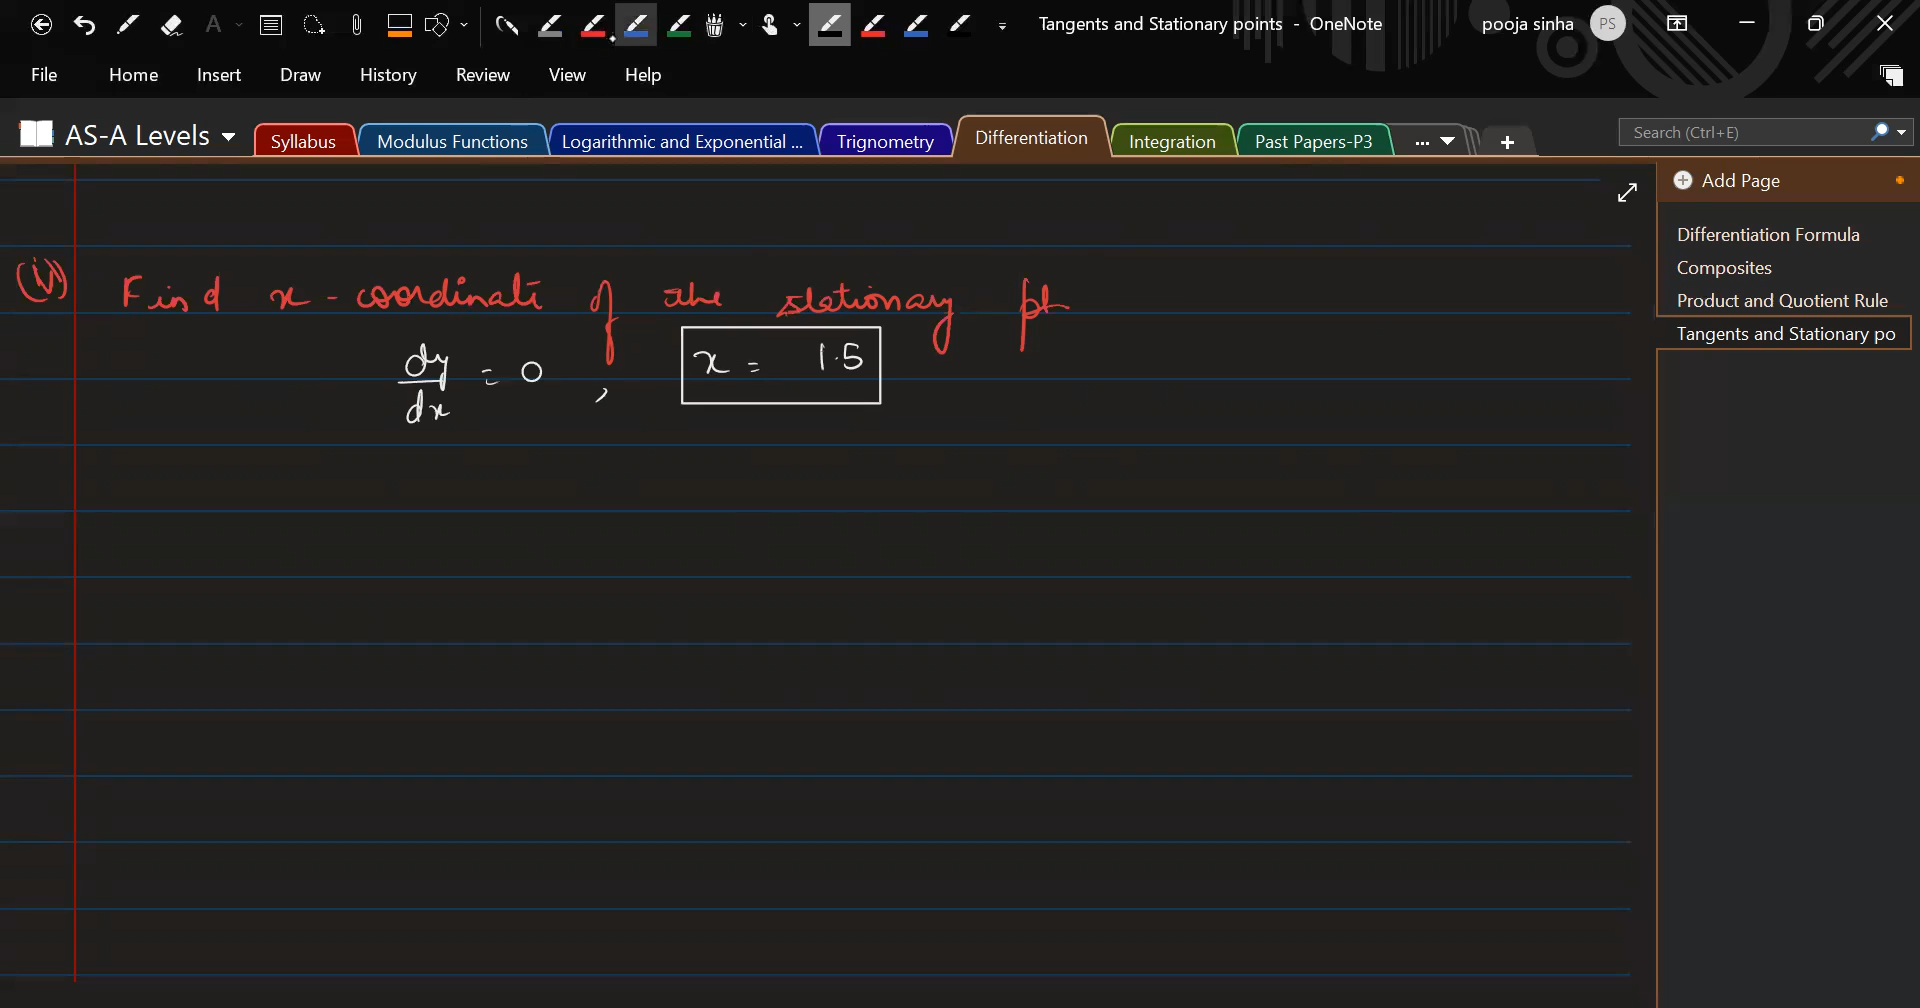 Tangents and Stationary points - OneNote
pooja sinha
PS
File Home Insert Draw History Review View Help
AS-A Levels
Syllabus
Modulus Functions
Logarithmic and Exponential ...
Trignometry
Differentiation
Integration
Past Papers-P3
...
Search (Ctrl+E)
Add Page
Differentiation Formula
Composites
Product and Quotient Rule
Tangents and Stationary po
Find x-coordinate of the stationary pt
dy/dx = 0 , x = 1.5